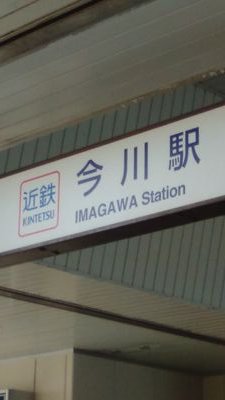 近鉄
KINTETSU
今川駅
IMAGAWA Station